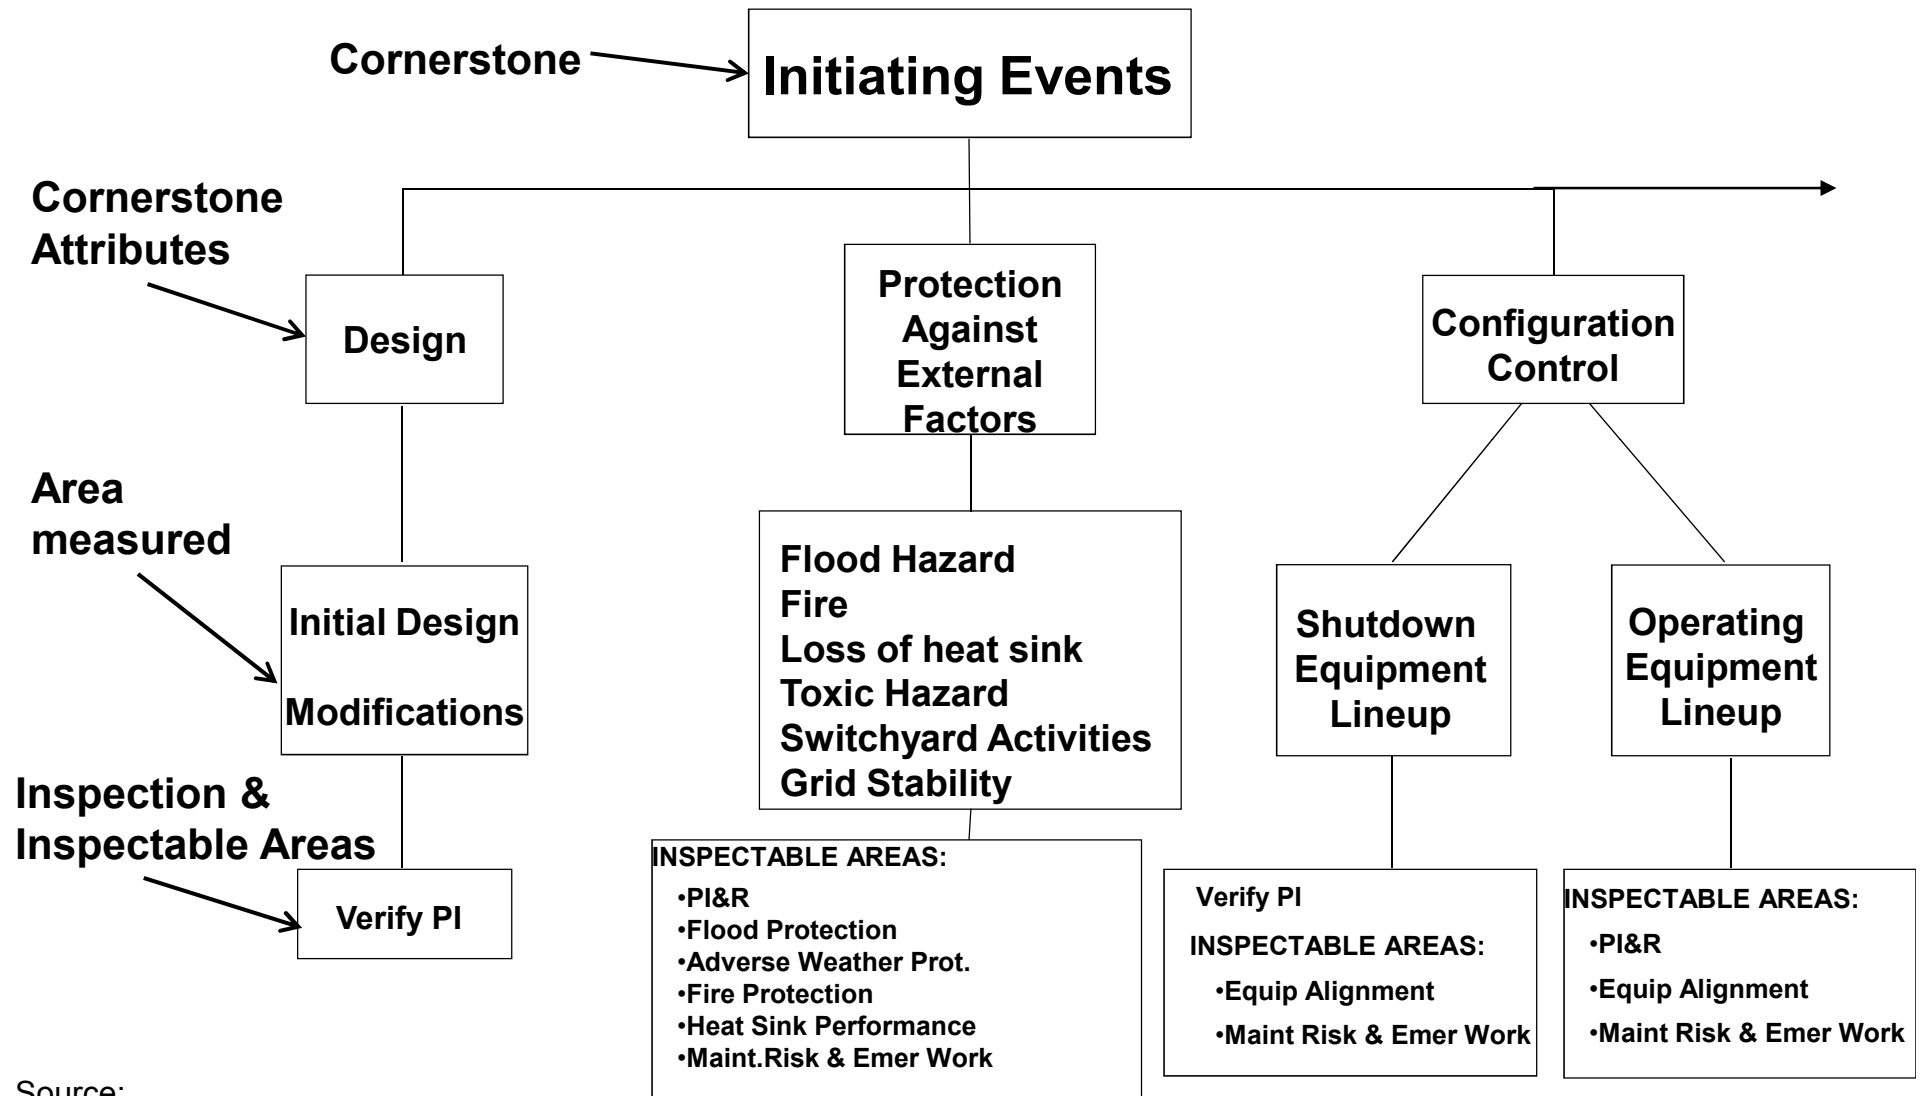 Cornerstone
Initiating Events
Cornerstone
Attributes
Design
Protection
Against
External
Factors
Configuration
Control
Area
measured
Initial Design
Modifications
Flood Hazard
Fire
Loss of heat sink
Toxic Hazard
Switchyard Activities
Grid Stability
Shutdown
Equipment
Lineup
Operating
Equipment
Lineup
Inspection &
Inspectable Areas
Verify PI
INSPECTABLE AREAS:
•PI&R
•Flood Protection
•Adverse Weather Prot.
•Fire Protection
•Heat Sink Performance
•Maint.Risk & Emer Work
Verify PI
INSPECTABLE AREAS:
•Equip Alignment
•Maint Risk & Emer Work
INSPECTABLE AREAS:
•PI&R
•Equip Alignment
•Maint Risk & Emer Work
Source: